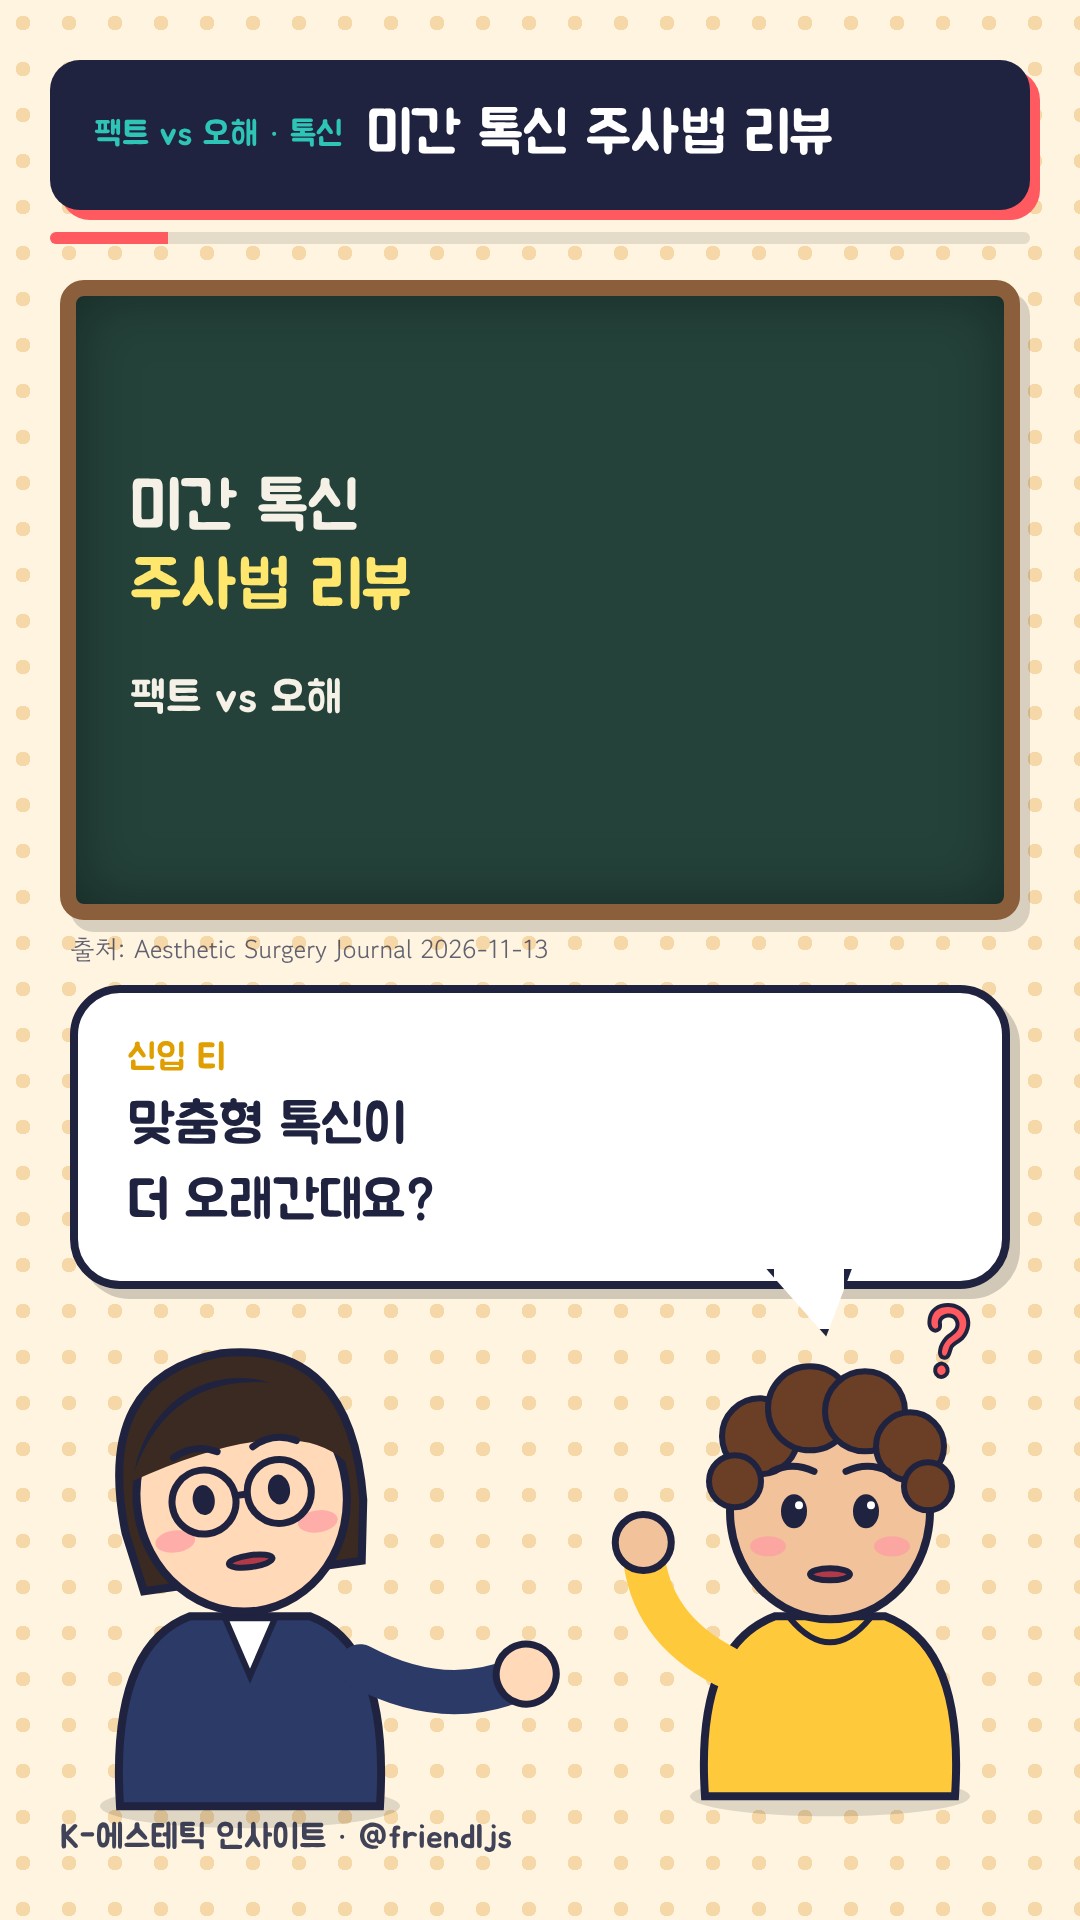 팩트 vs 오해 · 톡신 미간 톡신 주사법 리뷰
미간 톡신
주사법 리뷰
팩트 vs 오해
출처: Aesthetic Surgery Journal 2026-11-13
신입 티
맞춤형 톡신이
더 오래간대요?
?
K-에스테틱 인사이트 · @friendljs